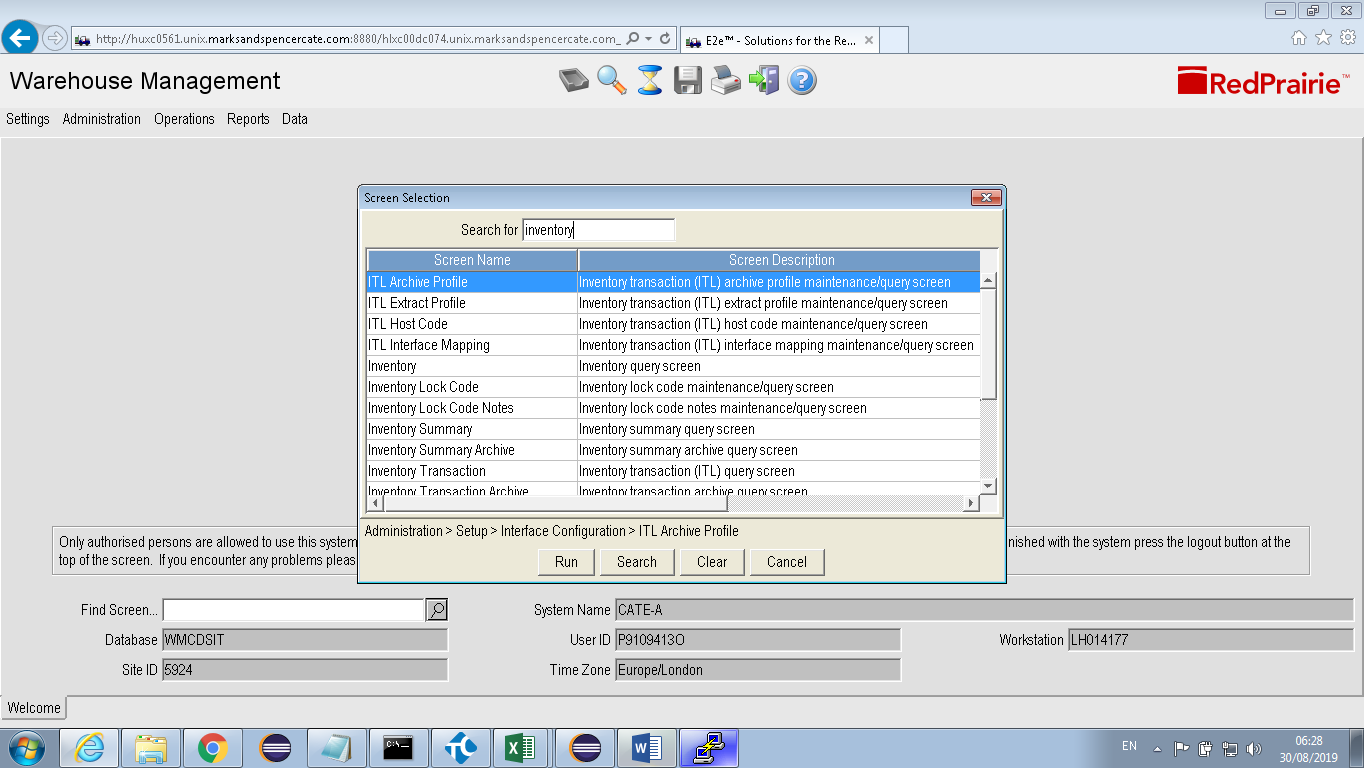 http://huxc0561.unix.marksandspencercate.com:8880/hlxc00dc074.unix.marksandspencercate.com_
E2e™ - Solutions for the Re...
Warehouse Management
RedPrairie™
Settings Administration Operations Reports Data
Screen Selection
Search for inventory
Screen Name Screen Description
ITL Archive Profile Inventory transaction (ITL) archive profile maintenance/query screen
ITL Extract Profile Inventory transaction (ITL) extract profile maintenance/query screen
ITL Host Code Inventory transaction (ITL) host code maintenance/query screen
ITL Interface Mapping Inventory transaction (ITL) interface mapping maintenance/query screen
Inventory Inventory query screen
Inventory Lock Code Inventory lock code maintenance/query screen
Inventory Lock Code Notes Inventory lock code notes maintenance/query screen
Inventory Summary Inventory summary query screen
Inventory Summary Archive Inventory summary archive query screen
Inventory Transaction Inventory transaction (ITL) query screen
Inventory Transaction Archive Inventory transaction archive query screen
Administration > Setup > Interface Configuration > ITL Archive Profile
Run Search Clear Cancel
Only authorised persons are allowed to use this system nished with the system press the logout button at the
top of the screen. If you encounter any problems pleas
Find Screen... System Name CATE-A
Database WMCDSIT User ID P9109413O Workstation LH014177
Site ID 5924 Time Zone Europe/London
Welcome
C:\
EN
06:28
30/08/2019